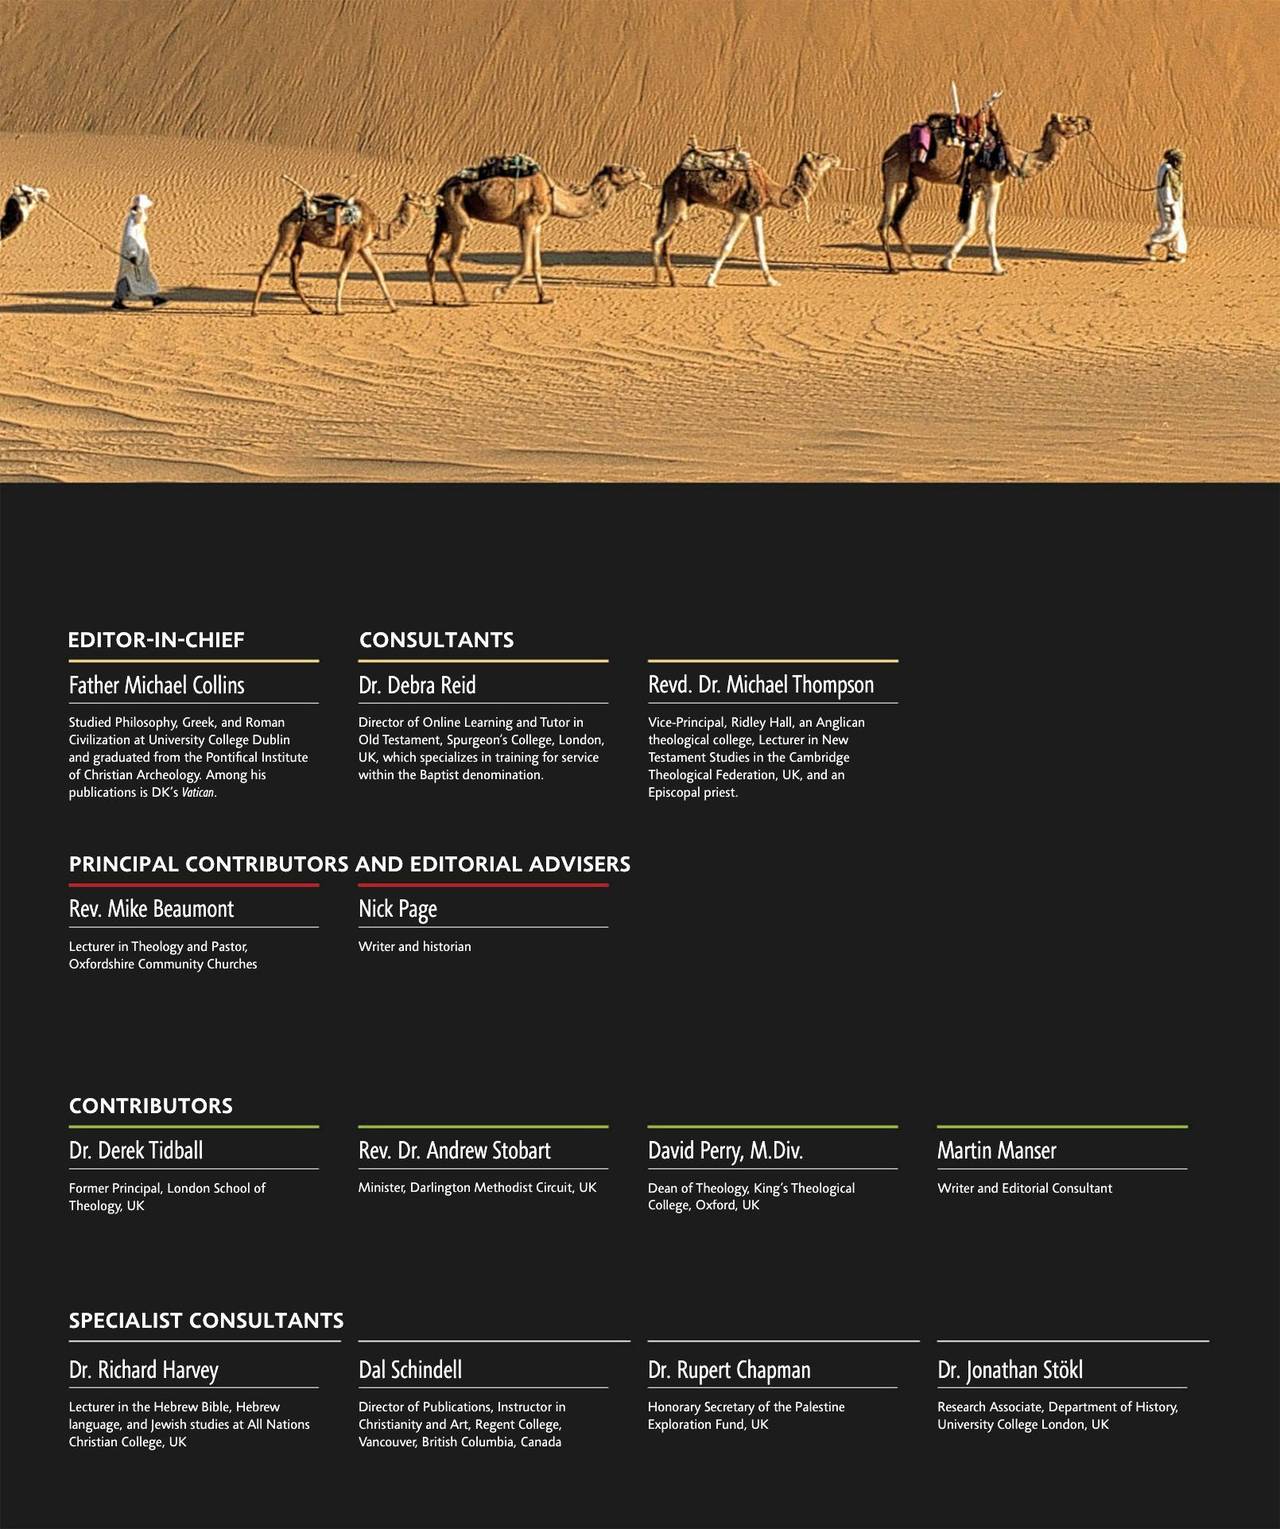 EDITOR-IN-CHIEF
Father Michael Collins
Studied Philosophy, Greek, and Roman
Civilization at University College Dublin
and graduated from the Pontifical Institute
of Christian Archeology. Among his
publications is DK's Vatican.
CONSULTANTS
Dr. Debra Reid
Director of Online Learning and Tutor in
Old Testament, Spurgeon's College, London,
UK, which specializes in training for service
within the Baptist denomination.
Revd. Dr. Michael Thompson
Vice-Principal, Ridley Hall, an Anglican
theological college, Lecturer in New
Testament Studies in the Cambridge
Theological Federation, UK, and an
Episcopal priest.
PRINCIPAL CONTRIBUTORS AND EDITORIAL ADVISERS
Rev. Mike Beaumont
Lecturer in Theology and Pastor,
Oxfordshire Community Churches
Nick Page
Writer and historian
CONTRIBUTORS
Dr. Derek Tidball
Former Principal, London School of
Theology, UK
Rev. Dr. Andrew Stobart
Minister, Darlington Methodist Circuit, UK
David Perry, M.Div.
Dean of Theology, King's Theological
College, Oxford, UK
Martin Manser
Writer and Editorial Consultant
SPECIALIST CONSULTANTS
Dr. Richard Harvey
Lecturer in the Hebrew Bible, Hebrew
language, and Jewish studies at All Nations
Christian College, UK
Dal Schindell
Director of Publications, Instructor in
Christianity and Art, Regent College,
Vancouver, British Columbia, Canada
Dr. Rupert Chapman
Honorary Secretary of the Palestine
Exploration Fund, UK
Dr. Jonathan Stökl
Research Associate, Department of History,
University College London, UK